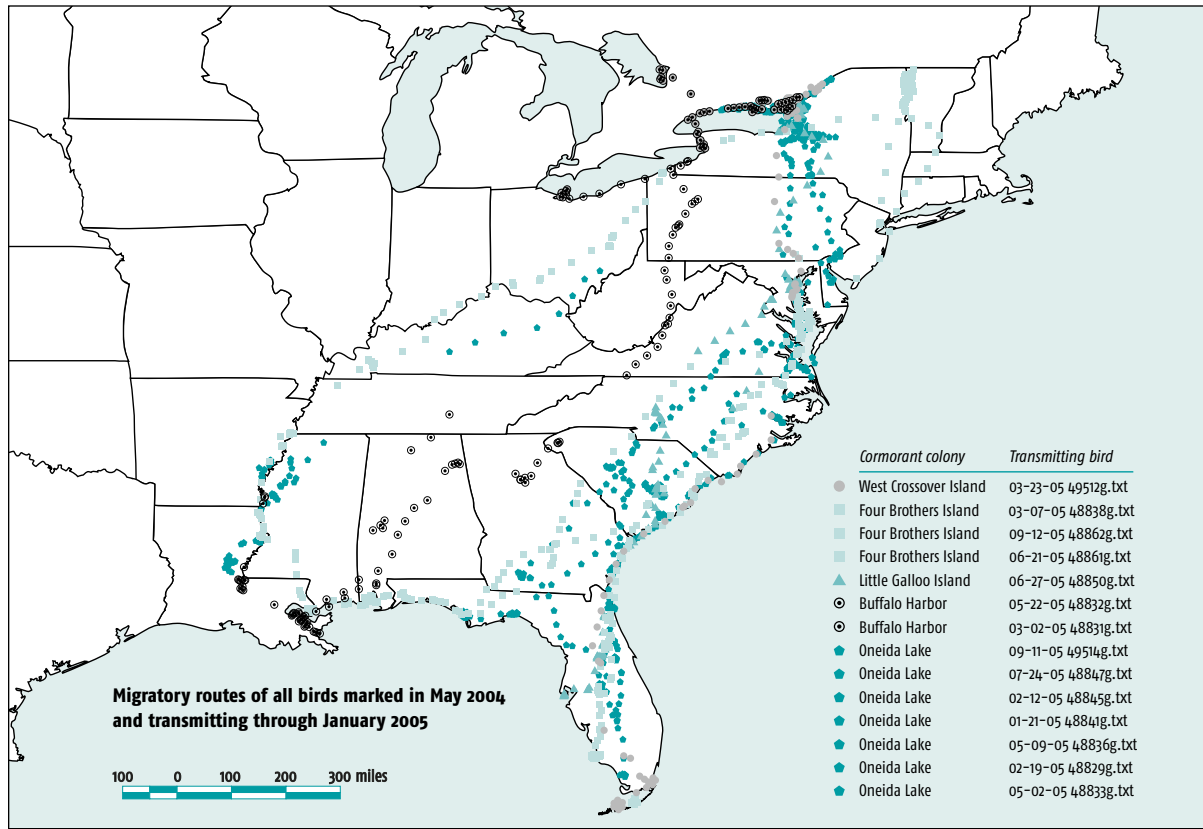 Cormorant colony Transmitting bird
West Crossover Island 03-23-05 49512g.txt
Four Brothers Island 03-07-05 48838g.txt
Four Brothers Island 09-12-05 48862g.txt
Four Brothers Island 06-21-05 48861g.txt
Little Galloo Island 06-27-05 48850g.txt
Buffalo Harbor 05-22-05 48832g.txt
Buffalo Harbor 03-02-05 48831g.txt
Oneida Lake 09-11-05 49514g.txt
Oneida Lake 07-24-05 48847g.txt
Oneida Lake 02-12-05 48845g.txt
Oneida Lake 01-21-05 48841g.txt
Oneida Lake 05-09-05 48836g.txt
Oneida Lake 02-19-05 48829g.txt
Oneida Lake 05-02-05 48833g.txt
Migratory routes of all birds marked in May 2004
and transmitting through January 2005
100 0 100 200 300 miles